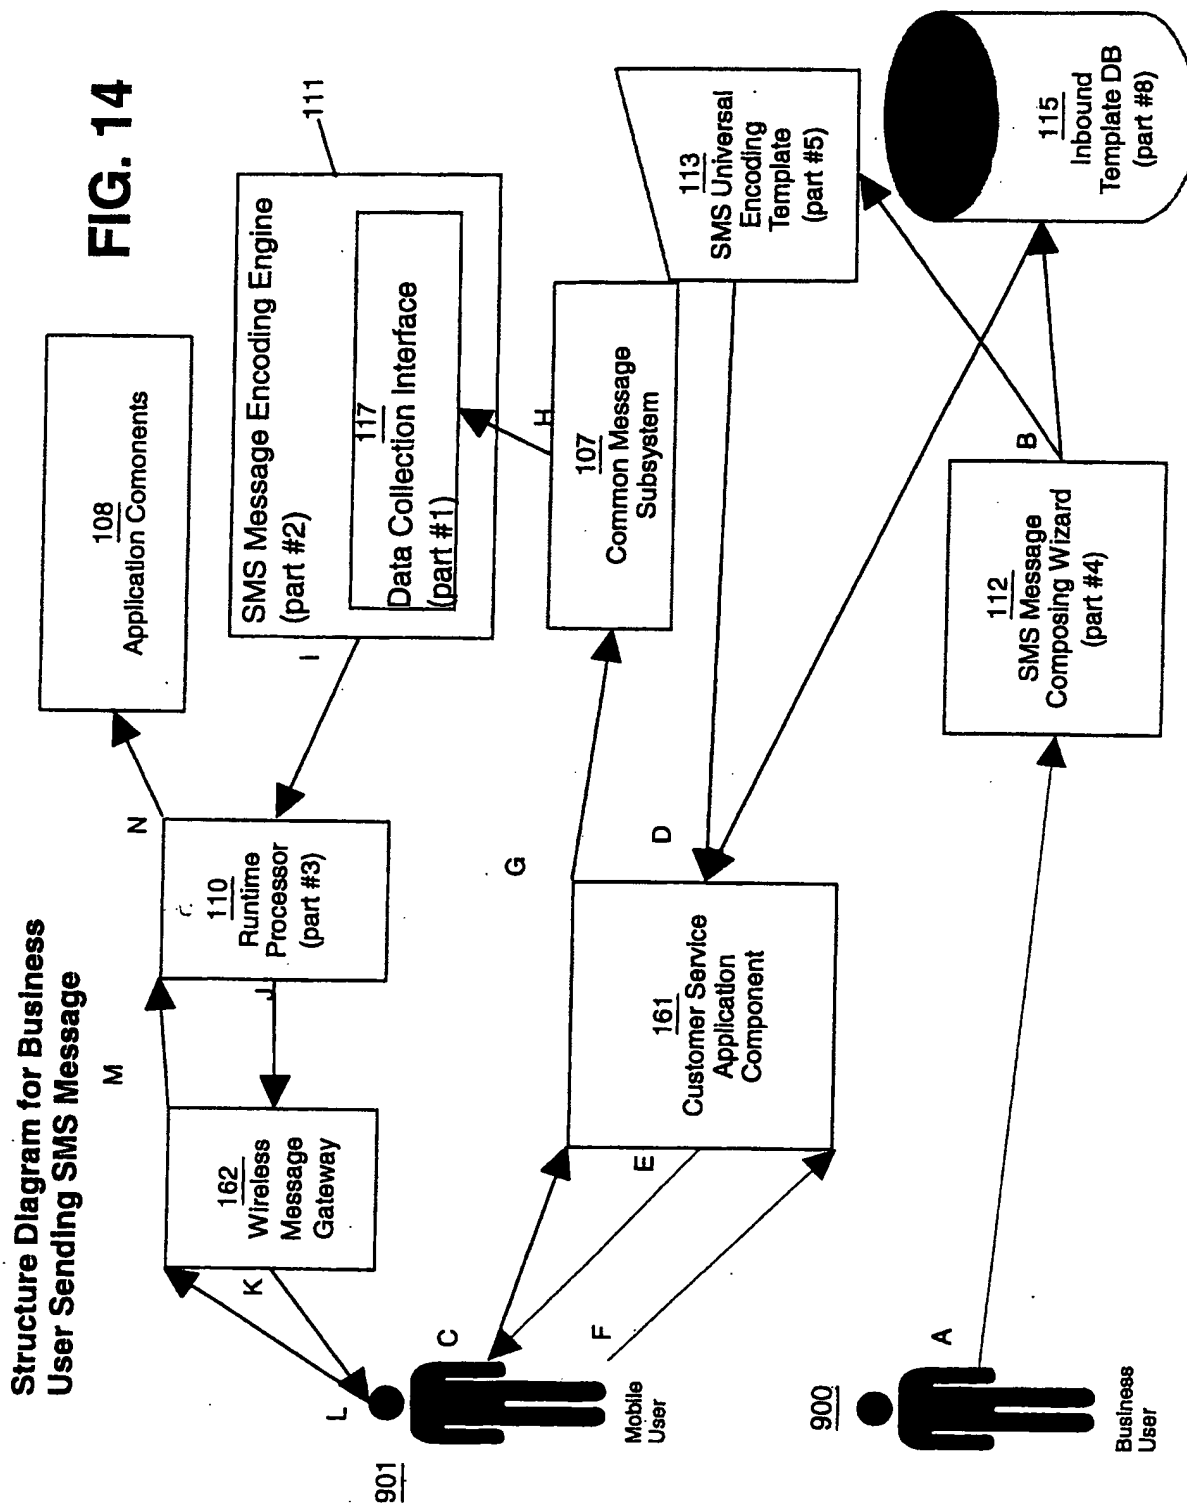 Structure Diagram for Business
User Sending SMS Message
FIG. 14
108
Application Comonents
111
SMS Message Encoding Engine
(part #2)
117
Data Collection Interface
(part #1)
N
I
110
Runtime
Processor
(part #3)
M
J
162
Wireless
Message
Gateway
K
L
H
107
Common Message
Subsystem
113
SMS Universal
Encoding
Template
(part #5)
G
D
161
Customer Service
Application
Component
E
C
F
901
Mobile
User
115
Inbound
Template DB
(part #8)
B
112
SMS Message
Composing Wizard
(part #4)
A
900
Business
User